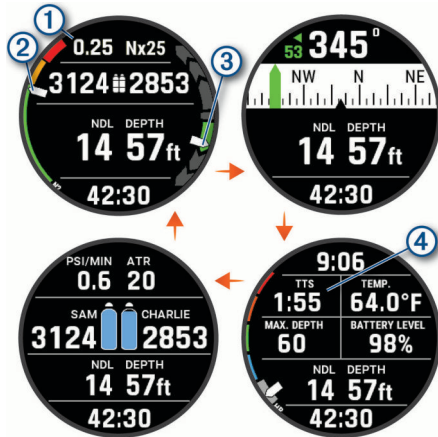 1
0.25 Nx25
2
3124 2853
3
NDL DEPTH
14 57ft
N2
42:30
53 345°
NW N NE
NDL DEPTH
14 57ft
42:30
PSI/MIN ATR
0.6 20
SAM CHARLIE
3124 2853
NDL DEPTH
14 57ft
42:30
4
9:06
TTS TEMP.
1:55 64.0°F
MAX. DEPTH BATTERY LEVEL
60 98%
NDL DEPTH
14 57ft
42:30